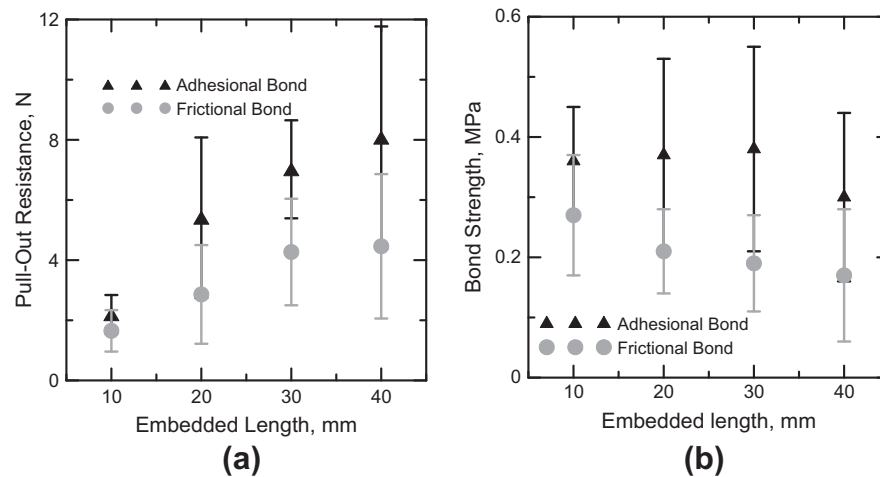 12
8
4
0
Pull-Out Resistance, N
Adhesional Bond
Frictional Bond
10 20 30 40
Embedded Length, mm
(a)
0.6
0.4
0.2
0
Bond Strength, MPa
Adhesional Bond
Frictional Bond
10 20 30 40
Embedded length, mm
(b)